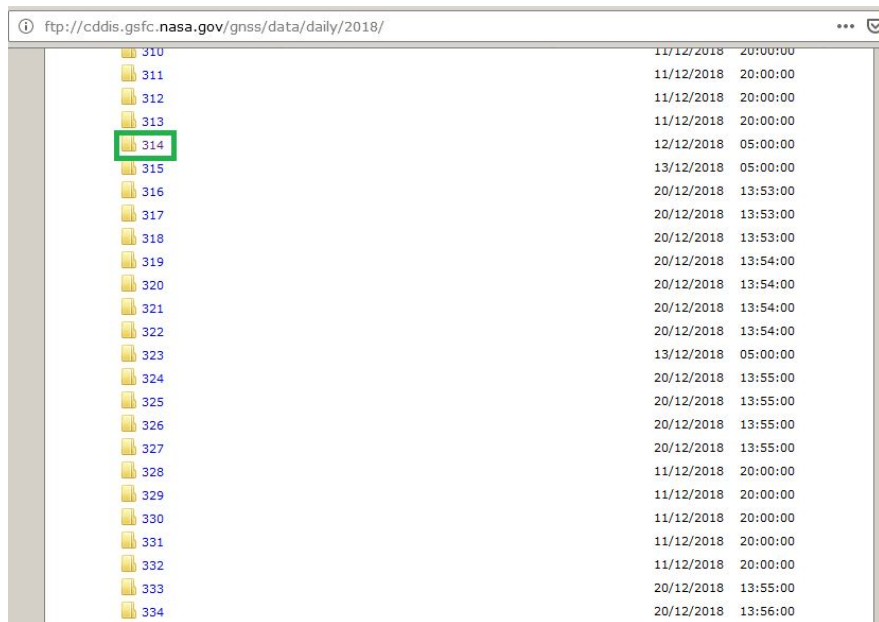 ftp://cddis.gsfc.nasa.gov/gnss/data/daily/2018/
310 11/12/2018 20:00:00
311 11/12/2018 20:00:00
312 11/12/2018 20:00:00
313 11/12/2018 20:00:00
314 12/12/2018 05:00:00
315 13/12/2018 05:00:00
316 20/12/2018 13:53:00
317 20/12/2018 13:53:00
318 20/12/2018 13:53:00
319 20/12/2018 13:54:00
320 20/12/2018 13:54:00
321 20/12/2018 13:54:00
322 20/12/2018 13:54:00
323 13/12/2018 05:00:00
324 20/12/2018 13:55:00
325 20/12/2018 13:55:00
326 20/12/2018 13:55:00
327 20/12/2018 13:55:00
328 11/12/2018 20:00:00
329 11/12/2018 20:00:00
330 11/12/2018 20:00:00
331 11/12/2018 20:00:00
332 11/12/2018 20:00:00
333 20/12/2018 13:55:00
334 20/12/2018 13:56:00